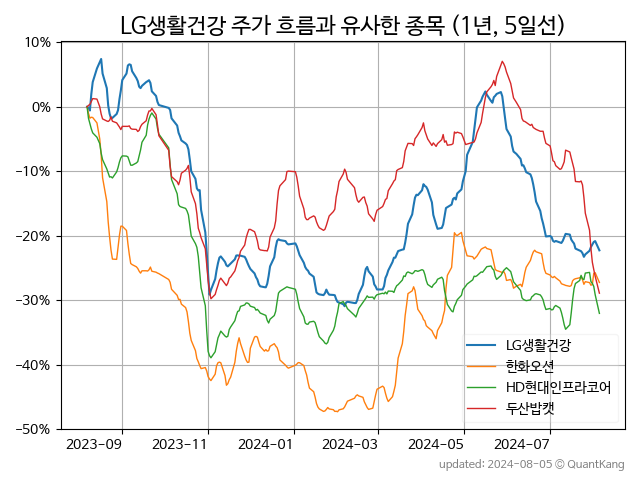 LG생활건강 주가 흐름과 유사한 종목 (1년, 5일선)
10%
0%
−10%
−20%
−30%
−40%
−50%
LG생활건강
한화오션
HD현대인프라코어
두산밥캣
2023-09
2023-11
2024-01
2024-03
2024-05
2024-07
updated: 2024-08-05 © QuantKang